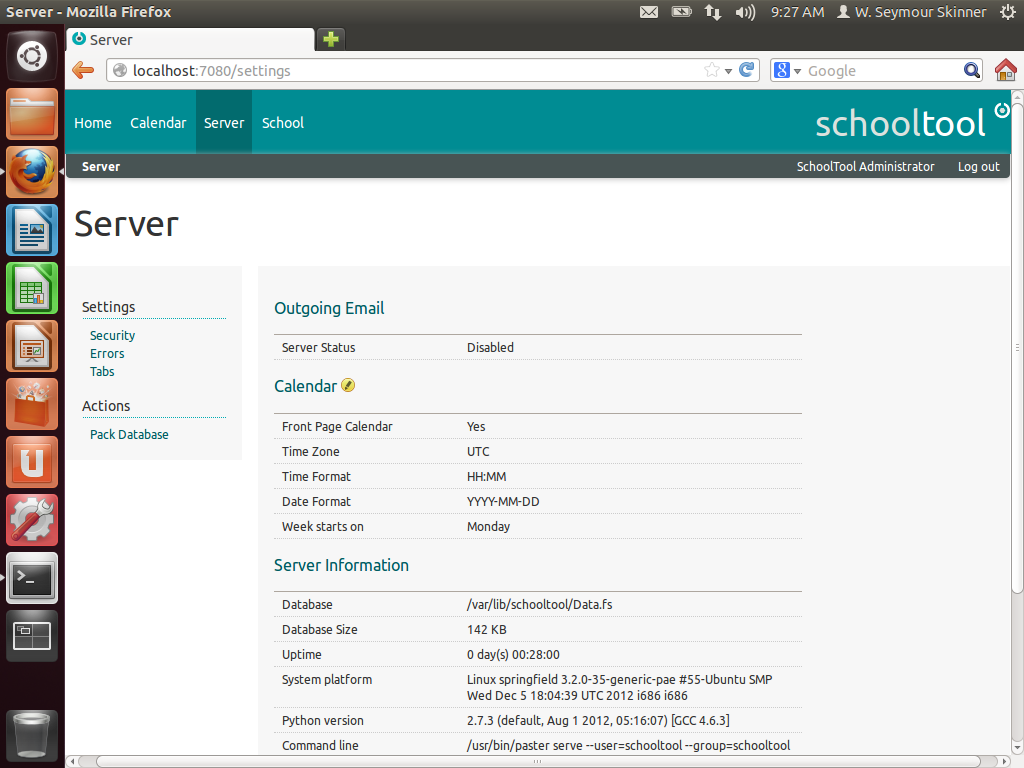 Server - Mozilla Firefox
9:27 AM W. Seymour Skinner
Server
localhost:7080/settings
Google
Home Calendar Server School
schooltool
Server
SchoolTool Administrator Log out
Server
Settings
Security
Errors
Tabs
Actions
Pack Database
Outgoing Email
Server Status Disabled
Calendar
Front Page Calendar Yes
Time Zone UTC
Time Format HH:MM
Date Format YYYY-MM-DD
Week starts on Monday
Server Information
Database /var/lib/schooltool/Data.fs
Database Size 142 KB
Uptime 0 day(s) 00:28:00
System platform Linux springfield 3.2.0-35-generic-pae #55-Ubuntu SMP
Wed Dec 5 18:04:39 UTC 2012 i686 i686
Python version 2.7.3 (default, Aug 1 2012, 05:16:07) [GCC 4.6.3]
Command line /usr/bin/paster serve --user=schooltool --group=schooltool